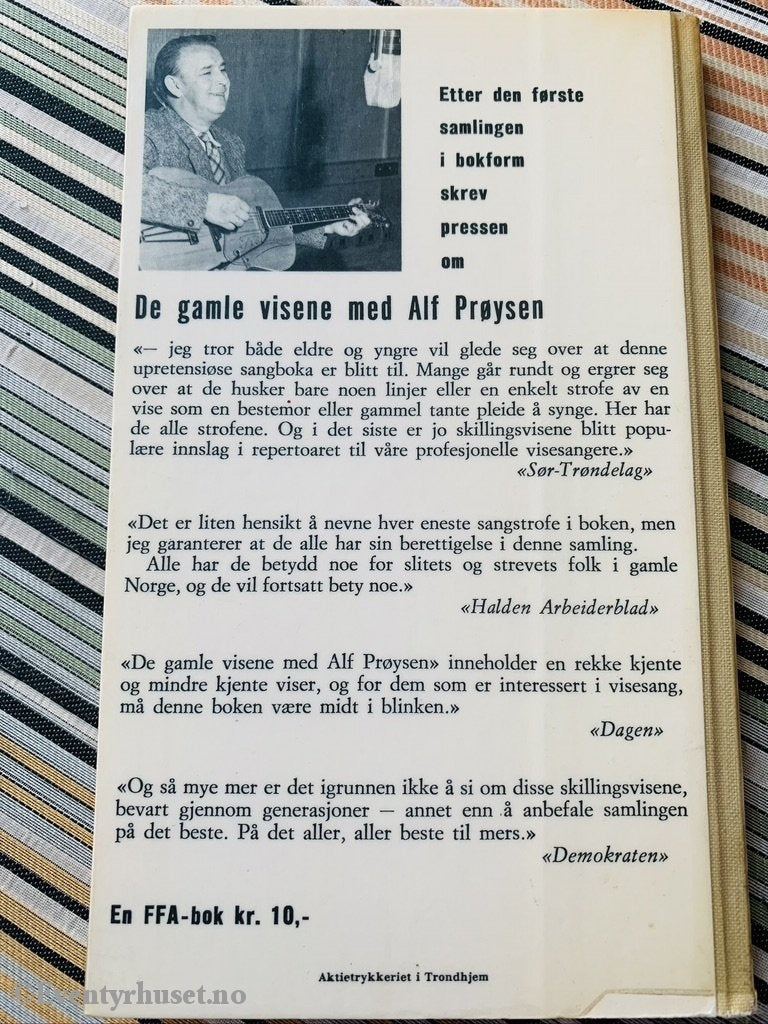 Etter den første
samlingen
i bokform
skrev
pressen
om
De gamle visene med Alf Prøysen
«— jeg tror både eldre og yngre vil glede seg over at denne
upretensiøse sangboka er blitt til. Mange går rundt og ergrer seg
over at de husker bare noen linjer eller en enkelt strofe av en
vise som en bestemor eller gammel tante pleide å synge. Her har
de alle strofene. Og i det siste er jo skillingsvisene blitt popu-
lære innslag i repertoaret til våre profesjonelle visesangere.»
«Sør-Trøndelag»
«Det er liten hensikt å nevne hver eneste sangstrofe i boken, men
jeg garanterer at de alle har sin berettigelse i denne samling.
Alle har de betydd noe for slitets og strevets folk i gamle
Norge, og de vil fortsatt bety noe.»
«Halden Arbeiderblad»
«De gamle visene med Alf Prøysen» inneholder en rekke kjente
og mindre kjente viser, og for dem som er interessert i visesang,
må denne boken være midt i blinken.»
«Dagen»
«Og så mye mer er det igrunnen ikke å si om disse skillingsvisene,
bevart gjennom generasjoner — annet enn å anbefale samlingen
på det beste. På det aller, aller beste til mers.»
«Demokraten»
En FFA-bok kr. 10,-
Aktietrykkeriet i Trondhjem
© Eventyrhuset.no